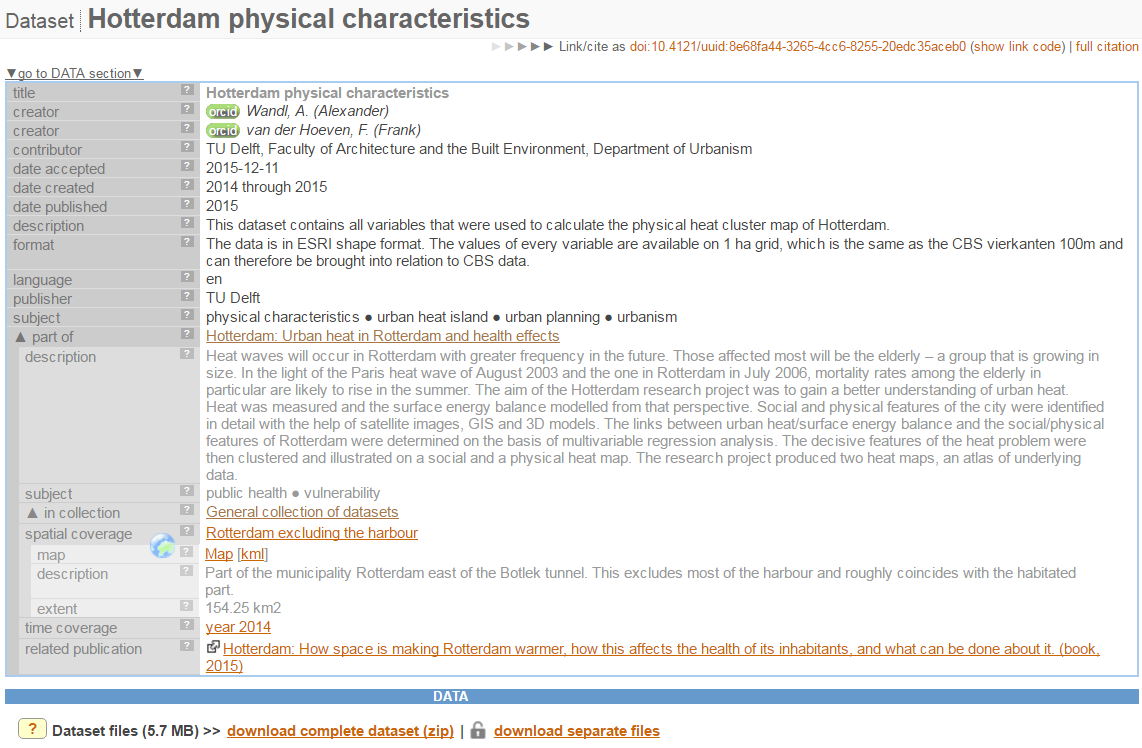 Dataset Hotterdam physical characteristics
▶▶▶▶▶ Link/cite as doi:10.4121/uuid:8e68fa44-3265-4cc6-8255-20edc35aceb0 (show link code) | full citation
▼go to DATA section▼
title ? Hotterdam physical characteristics
creator ? orcid Wandl, A. (Alexander)
creator ? orcid van der Hoeven, F. (Frank)
contributor ? TU Delft, Faculty of Architecture and the Built Environment, Department of Urbanism
date accepted ? 2015-12-11
date created ? 2014 through 2015
date published ? 2015
description ? This dataset contains all variables that were used to calculate the physical heat cluster map of Hotterdam.
format ? The data is in ESRI shape format. The values of every variable are available on 1 ha grid, which is the same as the CBS vierkanten 100m and
can therefore be brought into relation to CBS data.
language ? en
publisher ? TU Delft
subject ? physical characteristics ● urban heat island ● urban planning ● urbanism
▲ part of ? Hotterdam: Urban heat in Rotterdam and health effects
description ? Heat waves will occur in Rotterdam with greater frequency in the future. Those affected most will be the elderly – a group that is growing in
size. In the light of the Paris heat wave of August 2003 and the one in Rotterdam in July 2006, mortality rates among the elderly in
particular are likely to rise in the summer. The aim of the Hotterdam research project was to gain a better understanding of urban heat.
Heat was measured and the surface energy balance modelled from that perspective. Social and physical features of the city were identified
in detail with the help of satellite images, GIS and 3D models. The links between urban heat/surface energy balance and the social/physical
features of Rotterdam were determined on the basis of multivariable regression analysis. The decisive features of the heat problem were
then clustered and illustrated on a social and a physical heat map. The research project produced two heat maps, an atlas of underlying
data.
subject ? public health ● vulnerability
▲ in collection ? General collection of datasets
spatial coverage ? Rotterdam excluding the harbour
map ? Map [kml]
description ? Part of the municipality Rotterdam east of the Botlek tunnel. This excludes most of the harbour and roughly coincides with the habitated
part.
extent ? 154.25 km2
time coverage ? year 2014
related publication ? Hotterdam: How space is making Rotterdam warmer, how this affects the health of its inhabitants, and what can be done about it. (book,
2015)
DATA
? Dataset files (5.7 MB) >> download complete dataset (zip) | download separate files